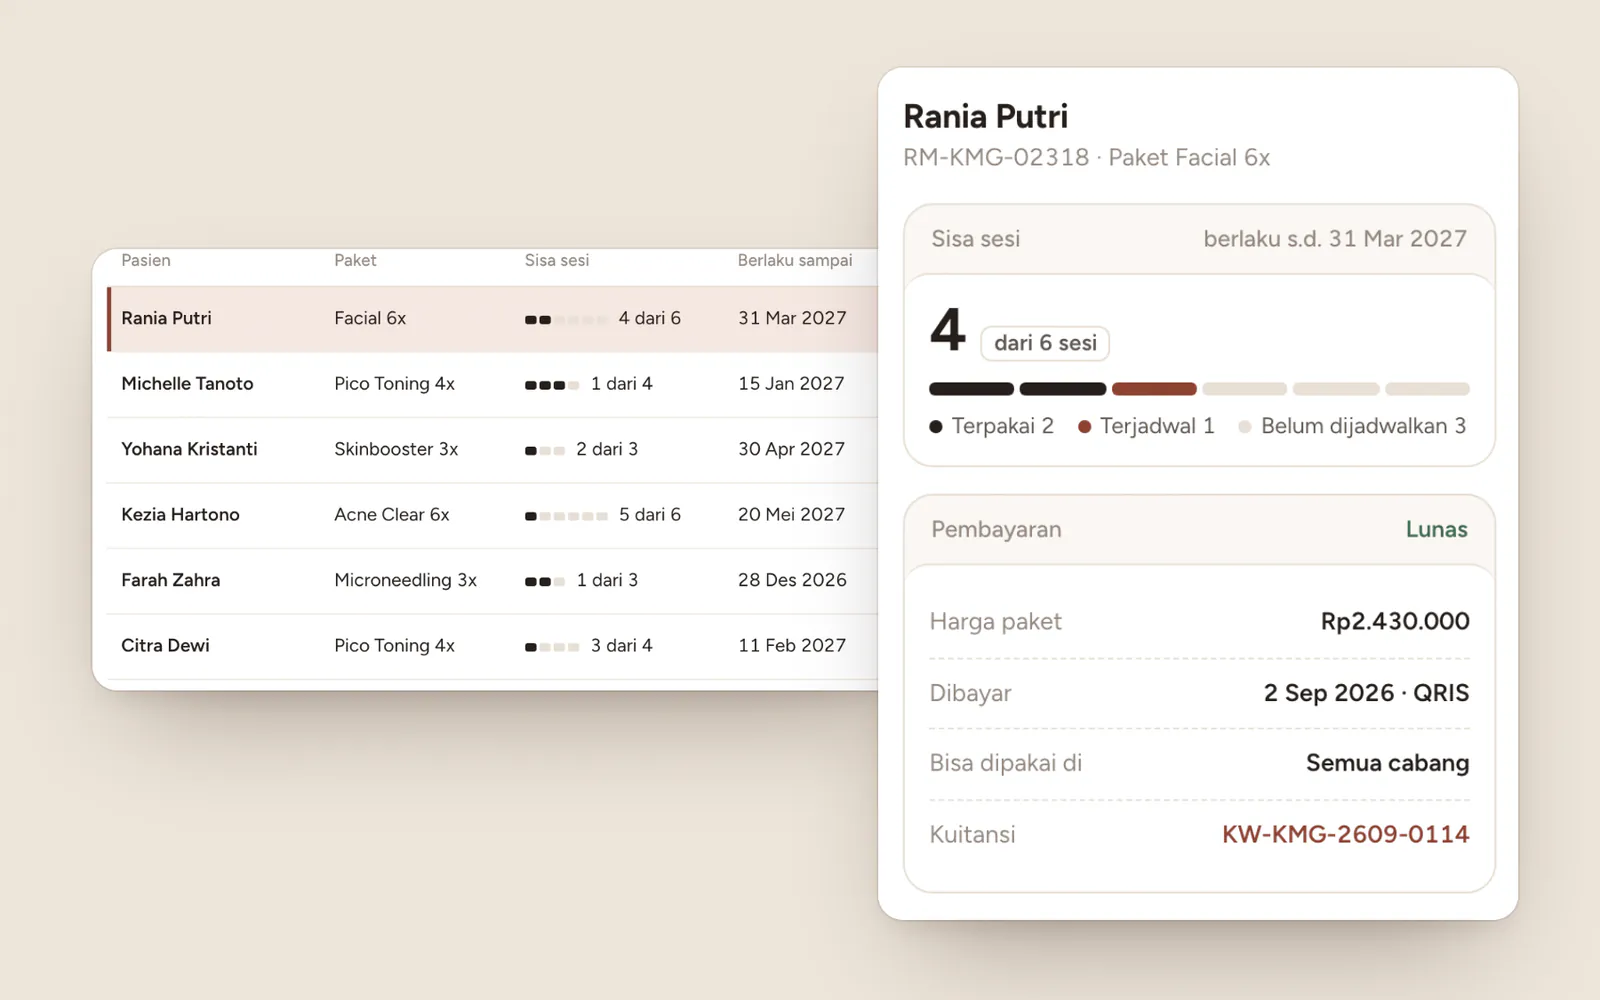 Pasien Paket Sisa sesi Berlaku sampai
Rania Putri Facial 6x 4 dari 6 31 Mar 2027
Michelle Tanoto Pico Toning 4x 1 dari 4 15 Jan 2027
Yohana Kristanti Skinbooster 3x 2 dari 3 30 Apr 2027
Kezia Hartono Acne Clear 6x 5 dari 6 20 Mei 2027
Farah Zahra Microneedling 3x 1 dari 3 28 Des 2026
Citra Dewi Pico Toning 4x 3 dari 4 11 Feb 2027
Rania Putri
RM-KMG-02318 · Paket Facial 6x
Sisa sesi berlaku s.d. 31 Mar 2027
4 dari 6 sesi
Terpakai 2 Terjadwal 1 Belum dijadwalkan 3
Pembayaran Lunas
Harga paket Rp2.430.000
Dibayar 2 Sep 2026 · QRIS
Bisa dipakai di Semua cabang
Kuitansi KW-KMG-2609-0114